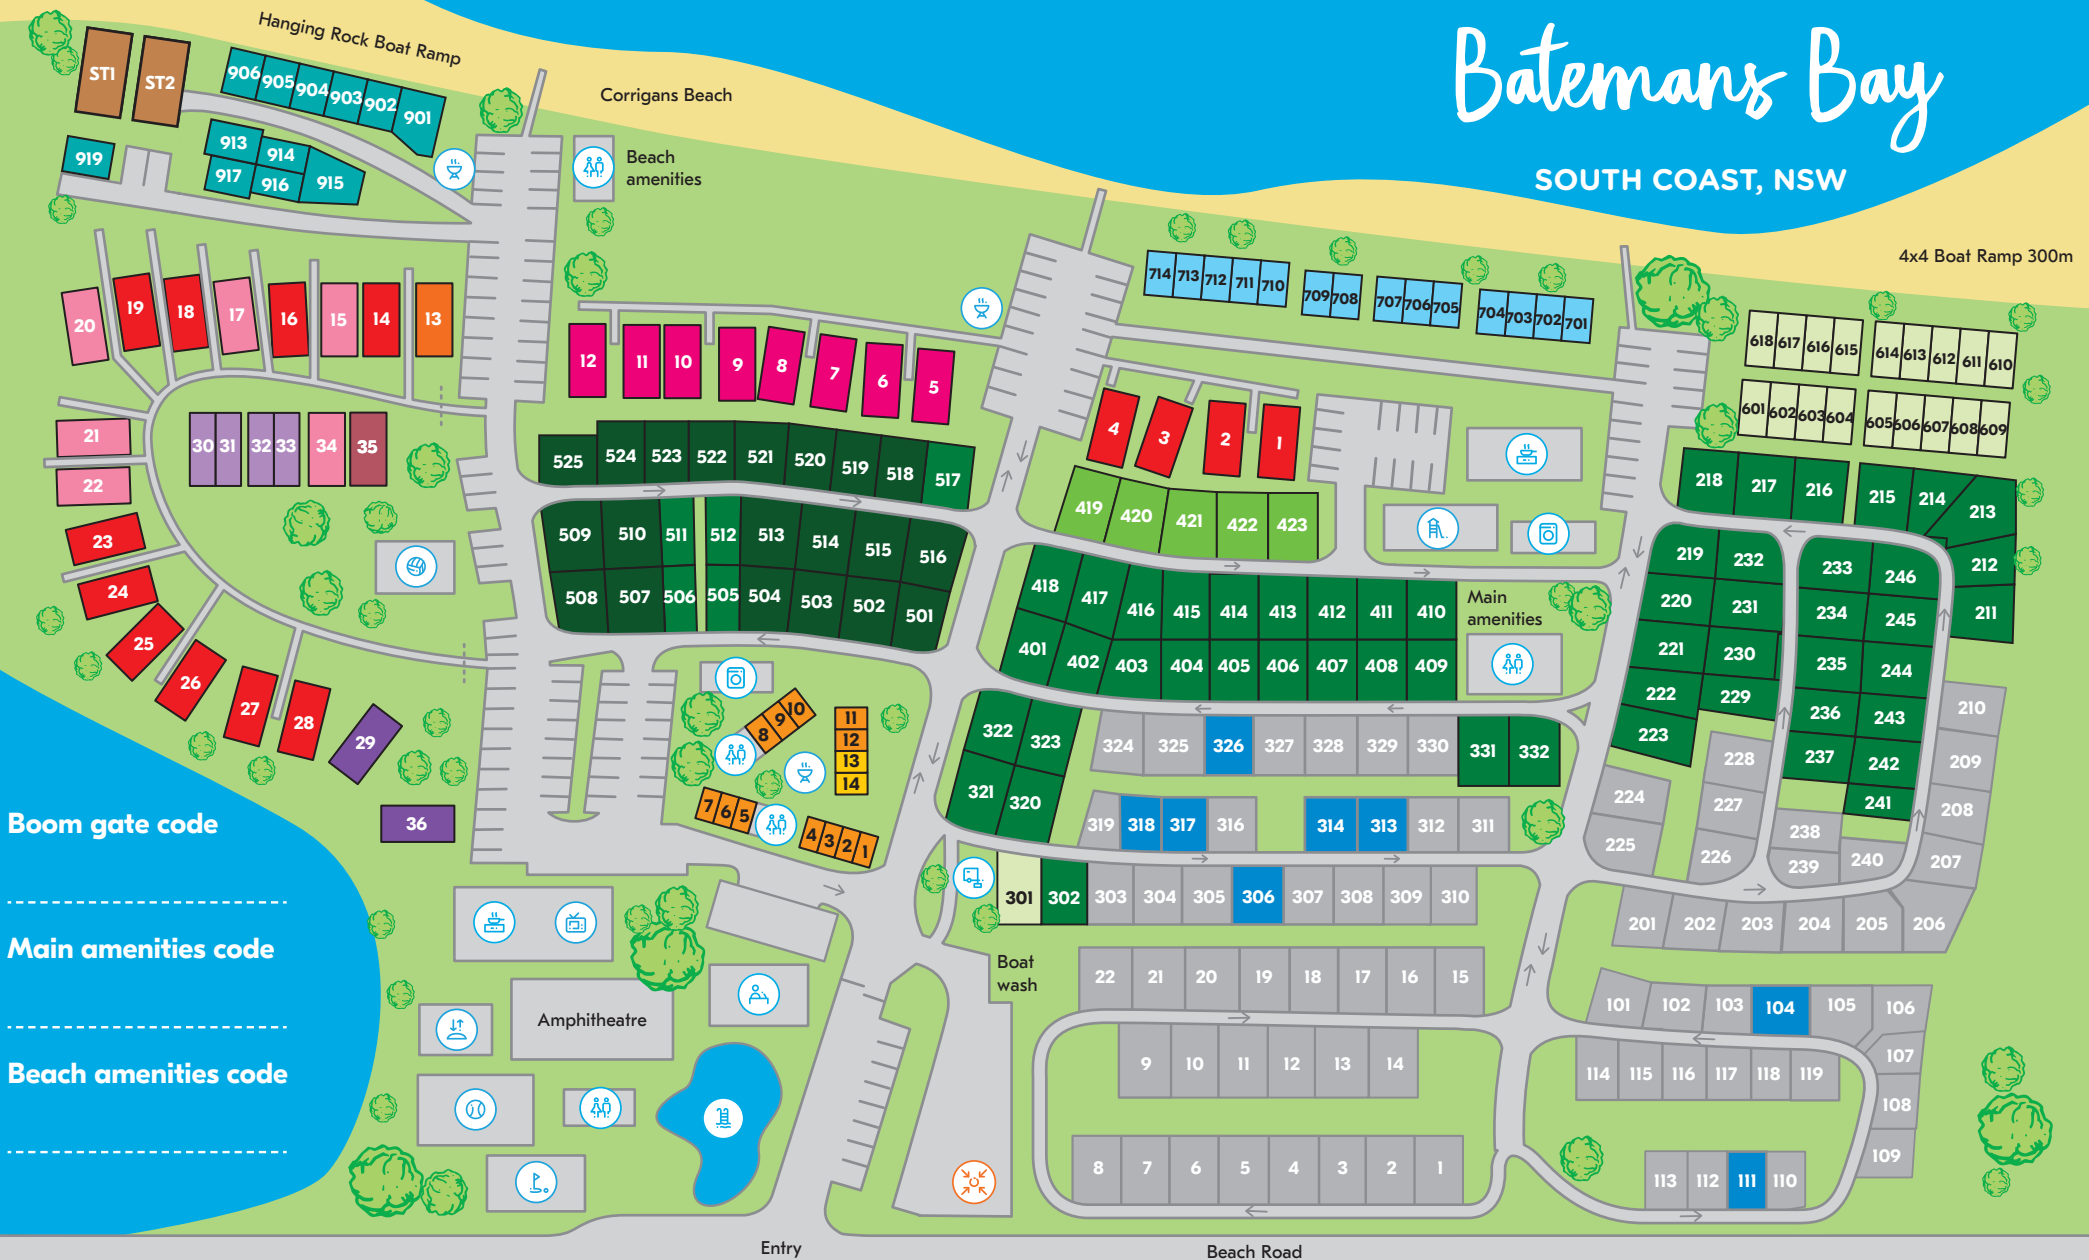 Batemans Bay
SOUTH COAST, NSW
Hanging Rock Boat Ramp
Corrigans Beach
4x4 Boat Ramp 300m
Beach
amenities
ST1 ST2
906 905 904 903 902 901
913 914
917 916 915
919
20 19 18 17 16 15 14 13
21
22
23
24
25
26
27
28
29
36
30 31 32 33 34 35
12 11 10 9 8 7 6 5
714 713 712 711 710 709 708 707 706 705 704 703 702 701
618 617 616 615 614 613 612 611 610
601 602 603 604 605 606 607 608 609
4 3 2 1
525 524 523 522 521 520 519 518 517
509 510 511 512 513 514 515 516
508 507 506 505 504 503 502 501
419 420 421 422 423
418 417 416 415 414 413 412 411 410
401 402 403 404 405 406 407 408 409
Main
amenities
218 217 216 215 214 213
212
211
219 232 233 246
220 231 234 245
221 230 235 244
222 229 236 243
223 237 242
241
228 210
224 227 209
225 226 238 208
239 240 207
201 202 203 204 205 206
322 323 324 325 326 327 328 329 330 331 332
321 320 319 318 317 316 314 313 312 311
301 302 303 304 305 306 307 308 309 310
8 9 10
11
12
13
14
7 6 5
4 3 2 1
Boom gate code
Main amenities code
Beach amenities code
Amphitheatre
Boat
wash
22 21 20 19 18 17 16 15
9 10 11 12 13 14
8 7 6 5 4 3 2 1
101 102 103 104 105 106
107
108
109
114 115 116 117 118 119
113 112 111 110
Entry
Beach Road